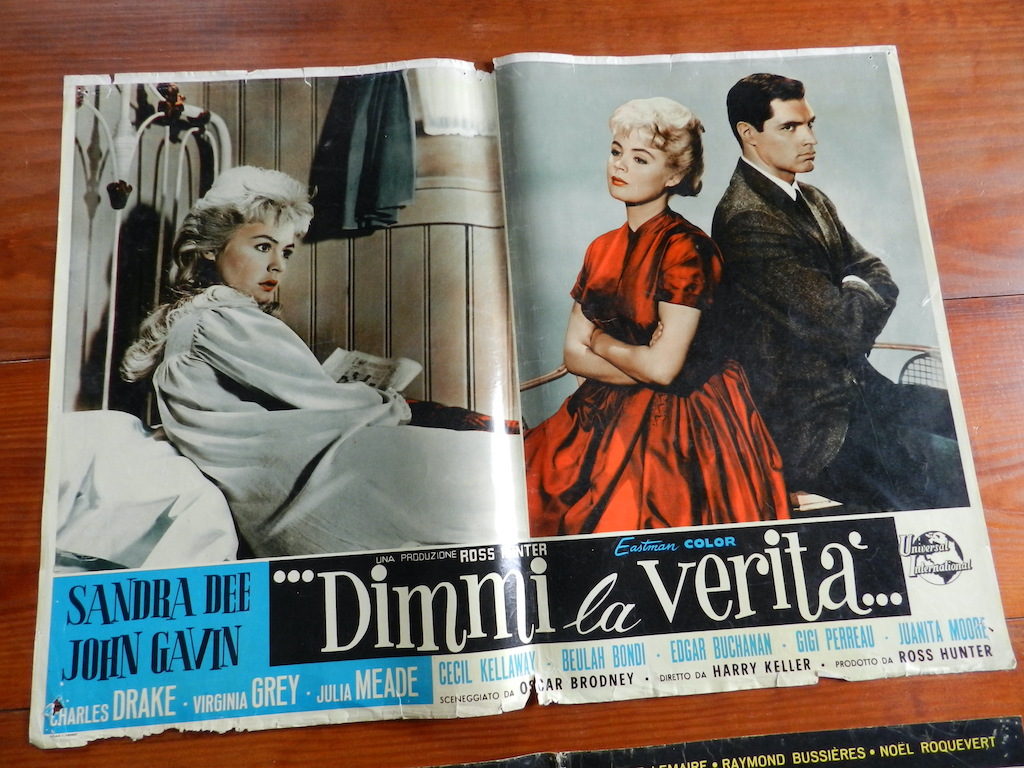 UNA PRODUZIONE ROSS HUNTER
Eastman COLOR
Universal International
SANDRA DEE
JOHN GAVIN
...Dimmi la verità...
CHARLES DRAKE · VIRGINIA GREY · JULIA MEADE
CECIL KELLAWAY · BEULAH BONDI · EDGAR BUCHANAN · GIGI PERREAU · JUANITA MOORE
SCENEGGIATO DA OSCAR BRODNEY · DIRETTO DA HARRY KELLER · PRODOTTO DA ROSS HUNTER
LEMAIRE • RAYMOND BUSSIÈRES • NOËL ROQUEVERT